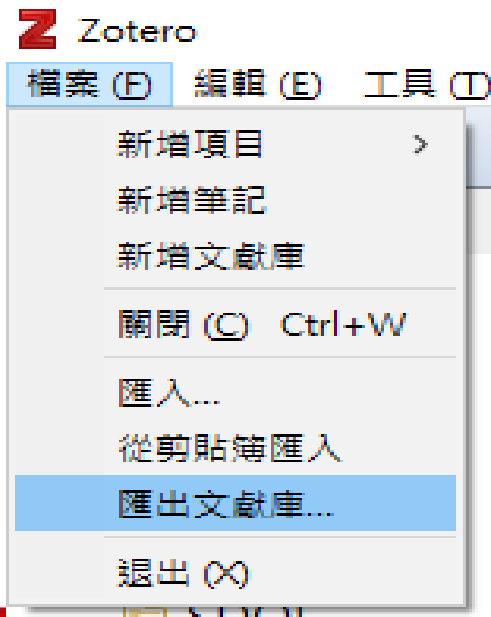 Zotero
檔案 (F) 編輯 (E) 工具 (T)
新增項目 >
新增筆記
新增文獻庫
關閉 (C) Ctrl+W
匯入...
從剪貼簿匯入
匯出文獻庫...
退出 (X)